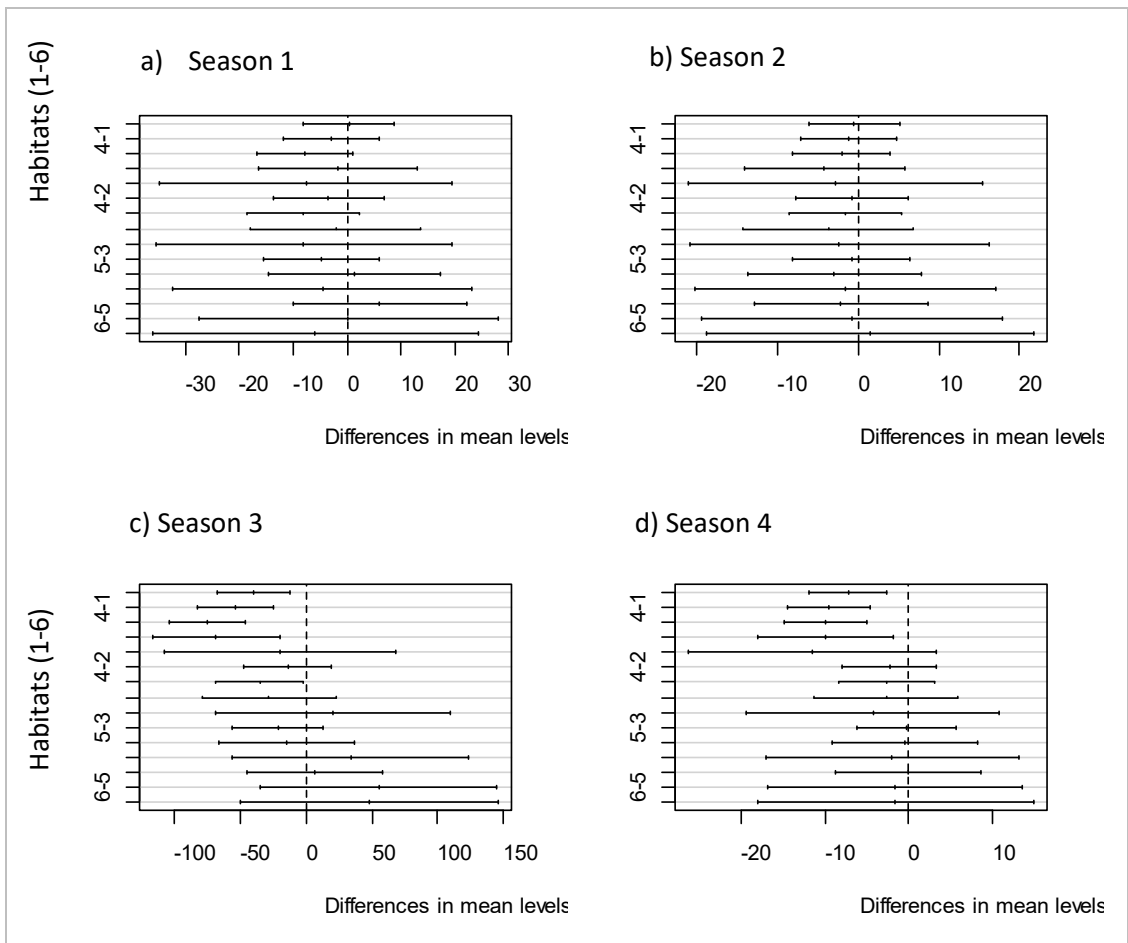 Habitats (1-6)
a) Season 1
4-1
4-2
5-3
6-5
-30 -20 -10 0 10 20 30
Differences in mean levels
b) Season 2
4-1
4-2
5-3
6-5
-20 -10 0 10 20
Differences in mean levels
Habitats (1-6)
c) Season 3
4-1
4-2
5-3
6-5
-100 -50 0 50 100 150
Differences in mean levels
d) Season 4
4-1
4-2
5-3
6-5
-20 -10 0 10
Differences in mean levels